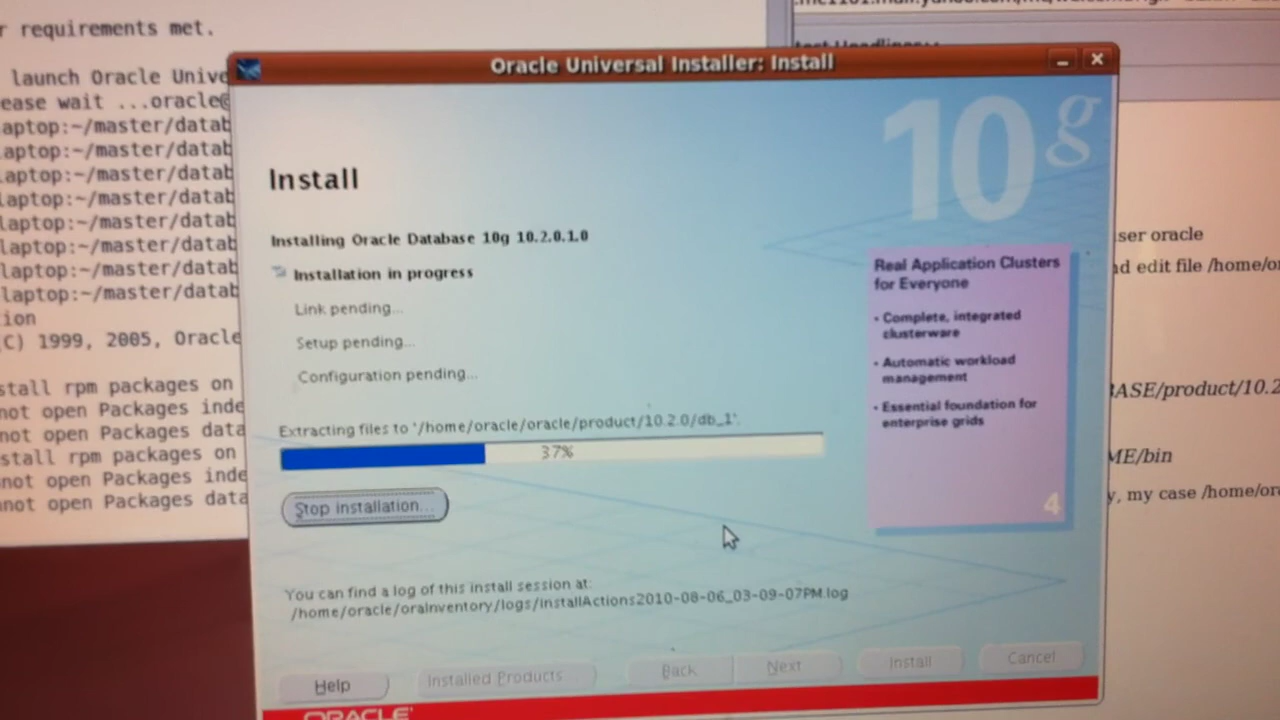 r requirements met.
launch Oracle Unive
ease wait ...oracle@
aptop:~/master/datab
aptop:~/master/datab
laptop:~/master/datab
laptop:~/master/datab
laptop:~/master/datab
laptop:~/master/datab
laptop:~/master/datab
laptop:~/master/datab
ion
(C) 1999, 2005, Oracle
stall rpm packages on
not open Packages inde
not open Packages data
stall rpm packages on
not open Packages inde
nnot open Packages data
Oracle Universal Installer: Install
10g
Install
Installing Oracle Database 10g 10.2.0.1.0
Installation in progress
Link pending...
Setup pending...
Configuration pending...
Extracting files to '/home/oracle/oracle/product/10.2.0/db_1'.
37%
Stop installation...
You can find a log of this install session at:
/home/oracle/oraInventory/logs/installActions2010-08-06_03-09-07PM.log
Real Application Clusters
for Everyone
• Complete, integrated
clusterware
• Automatic workload
management
• Essential foundation for
enterprise grids
4
Help
Installed Products...
Back
Next
Install
Cancel
ORACLE
ser oracle
nd edit file /home/or
BASE/product/10.2
ME/bin
y, my case /home/ora